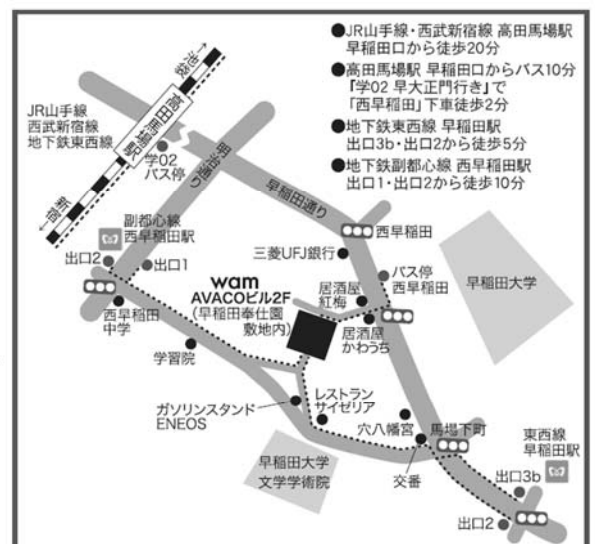 ●JR山手線・西武新宿線 高田馬場駅
早稲田口から徒歩20分
●高田馬場駅 早稲田口からバス10分
『学02 早大正門行き』で
「西早稲田」下車徒歩2分
●地下鉄東西線 早稲田駅
出口3b・出口2から徒歩5分
●地下鉄副都心線 西早稲田駅
出口1・出口2から徒歩10分
←池袋
高田馬場駅
JR山手線
西武新宿線
地下鉄東西線
新宿→
学02
バス停
明治通り
早稲田通り
西早稲田
三菱UFJ銀行
バス停
西早稲田
早稲田大学
副都心線
西早稲田駅
出口2
出口1
wam
AVACOビル2F
(早稲田奉仕園
敷地内)
居酒屋
紅梅
居酒屋
かわうち
西早稲田
中学
学習院
ガソリンスタンド
ENEOS
レストラン
サイゼリア
穴八幡宮
馬場下町
交番
早稲田大学
文学学術院
東西線
早稲田駅
出口3b
出口2